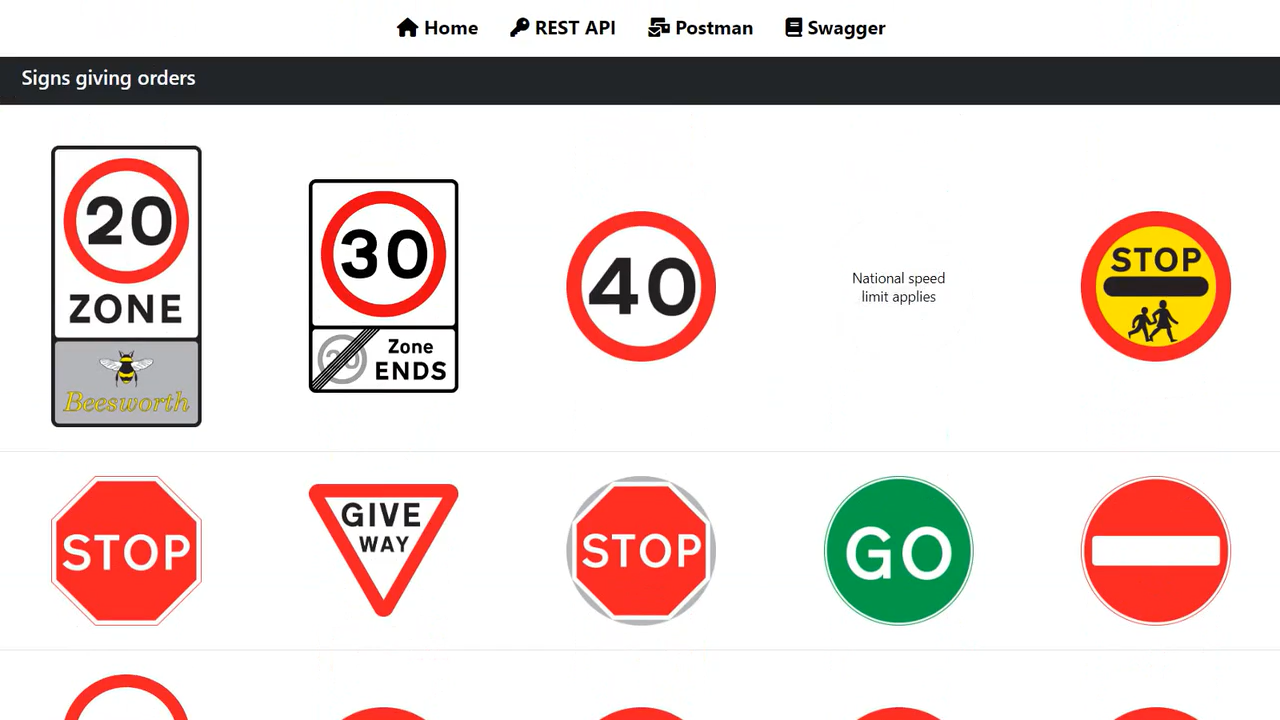 Home REST API Postman Swagger
Signs giving orders
20
ZONE
Beesworth
30
20
Zone
ENDS
40
National speed
limit applies
STOP
STOP
GIVE
WAY
STOP
GO